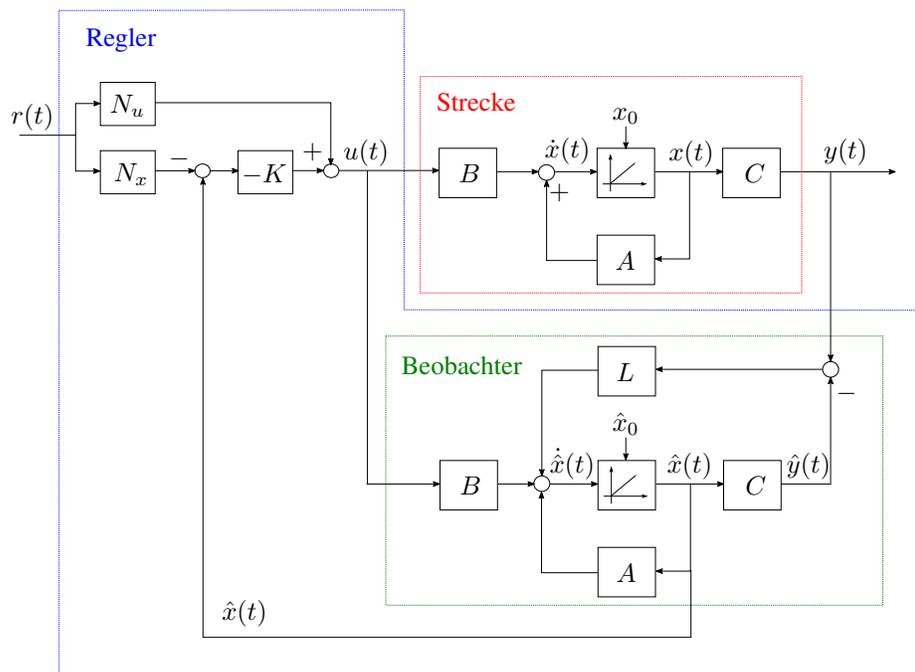 Regler
Strecke
r(t)
N_u
x_0
−
+
u(t)
ẋ(t)
x(t)
y(t)
N_x
−K
B
C
+
A
Beobachter
L
−
x̂_0
x̂̇(t)
x̂(t)
ŷ(t)
B
C
A
x̂(t)